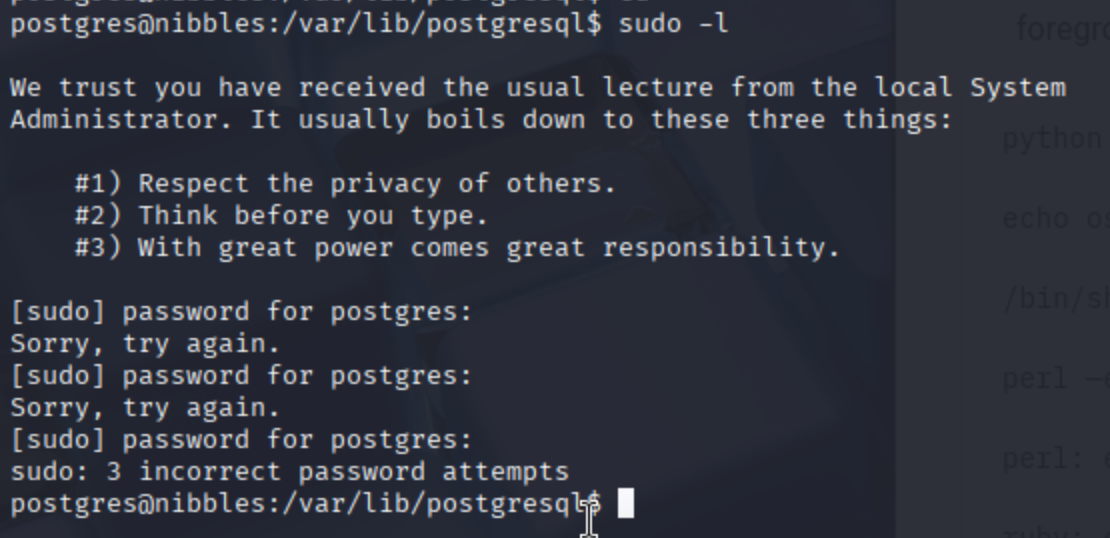 postgres@nibbles:/var/lib/postgresql$ sudo -l
We trust you have received the usual lecture from the local System
Administrator. It usually boils down to these three things:
#1) Respect the privacy of others.
#2) Think before you type.
#3) With great power comes great responsibility.
[sudo] password for postgres:
Sorry, try again.
[sudo] password for postgres:
Sorry, try again.
[sudo] password for postgres:
sudo: 3 incorrect password attempts
postgres@nibbles:/var/lib/postgresql$
python
echo
perl
perl:
ruby: